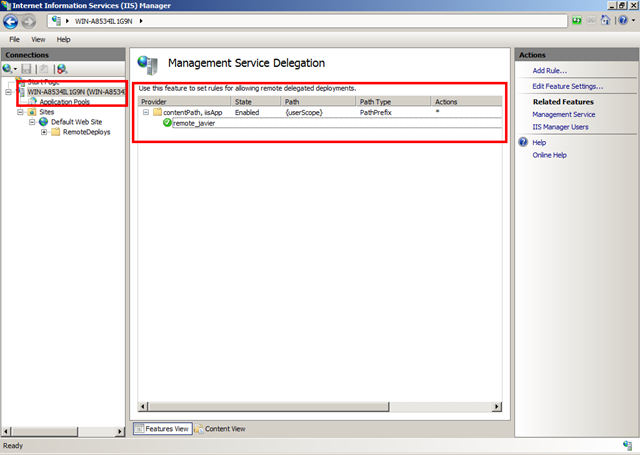 Internet Information Services (IIS) Manager
WIN-A8534IL1G9N
File View Help
Connections
Start Page
WIN-A8534IL1G9N (WIN-A8534
Application Pools
Sites
Default Web Site
RemoteDeploys
Management Service Delegation
Use this feature to set rules for allowing remote delegated deployments.
Provider State Path Path Type Actions
contentPath, iisApp Enabled {userScope} PathPrefix *
remote_javier
Features View Content View
Actions
Add Rule...
Edit Feature Settings...
Related Features
Management Service
IIS Manager Users
Help
Online Help
Ready